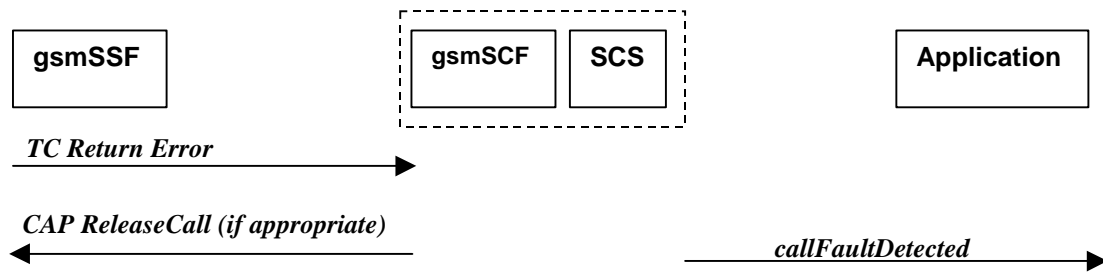 gsmSSF
gsmSCF
SCS
Application
TC Return Error
CAP ReleaseCall (if appropriate)
callFaultDetected